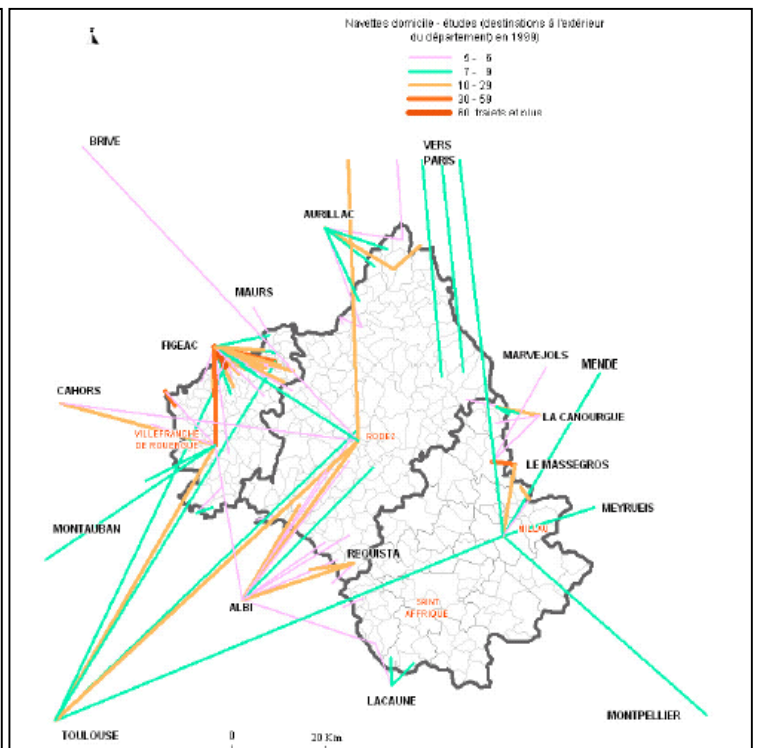 Navettes domicile - études (destinations à l'extérieur
du département) en 1999)
5 - 6
7 - 9
10 - 29
30 - 59
60 trajets et plus
BRIVE
VERS
PARIS
AURILLAC
MAURS
FIGEAC
MARVEJOLS
MENDE
CAHORS
LA CANOURGUE
VILLEFRANCHE
DE ROUERGUE
RODEZ
LE MASSEGROS
MEYRUEIS
MONTAUBAN
MILLAU
REQUISTA
ALBI
SAINT
AFFRIQUE
LACAUNE
MONTPELLIER
TOULOUSE
0 20 Km